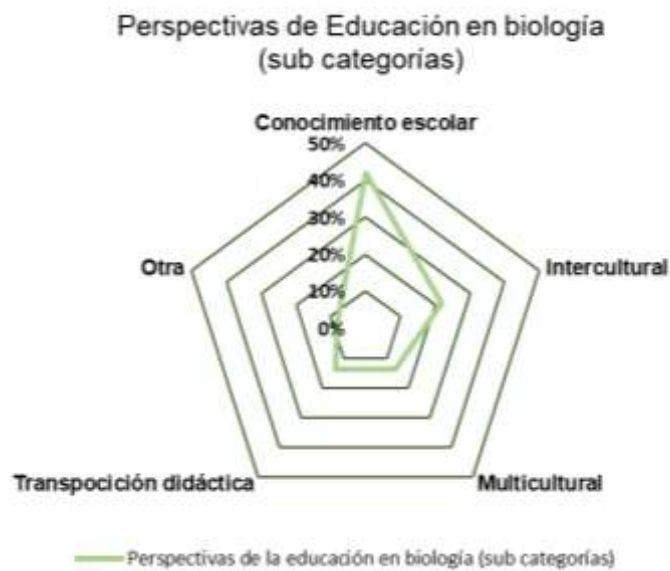 Perspectivas de Educación en biología
(sub categorías)
Conocimiento escolar
50%
40%
30%
20%
10%
0%
Otra
Intercultural
Transpocición didáctica
Multicultural
Perspectivas de la educación en biología (sub categorías)